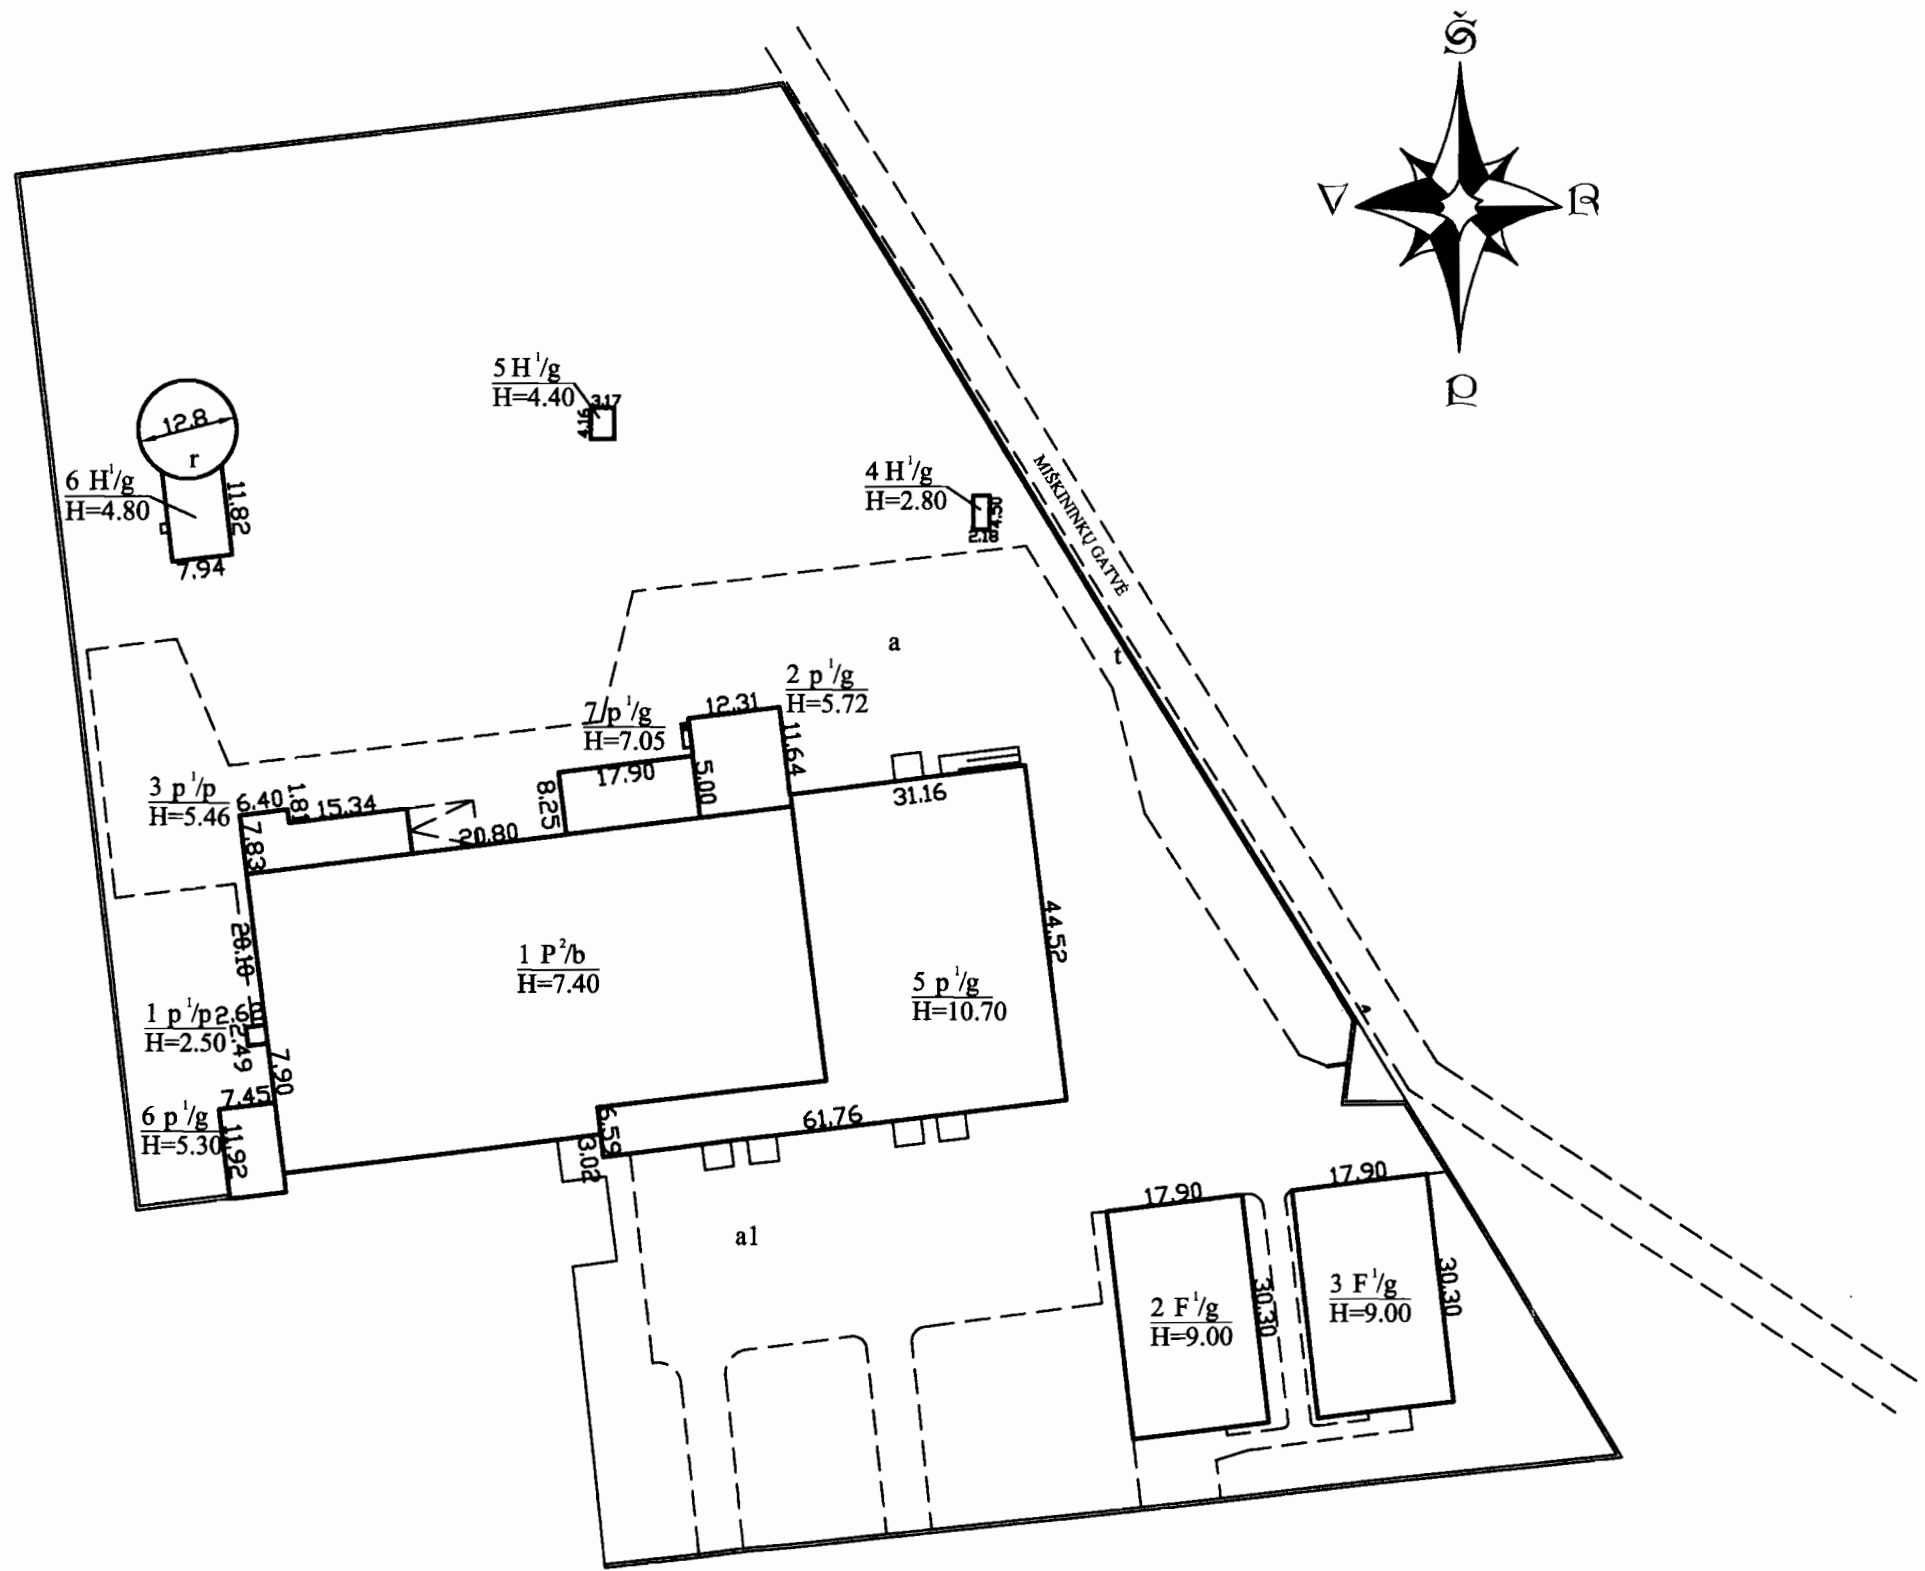 Š
V
R
P
12.8
r
6 H¹/g
H=4.80
11.82
7.94
5 H¹/g
H=4.40
3.17
4.16
4 H¹/g
H=2.80
4.50
2.18
MIŠKININKŲ GATVĖ
a
t
2 p¹/g
H=5.72
12.31
11.64
7 p¹/g
H=7.05
17.90
5.00
8.25
3 p¹/p
H=5.46
6.40
1.81
15.34
7.83
20.80
31.16
44.52
20.10
1 P²/b
H=7.40
5 p¹/g
H=10.70
1 p¹/p
H=2.50
2.49
7.90
7.45
6 p¹/g
H=5.30
11.92
6.59
3.02
61.76
a1
17.90
17.90
2 F¹/g
H=9.00
30.30
3 F¹/g
H=9.00
30.30